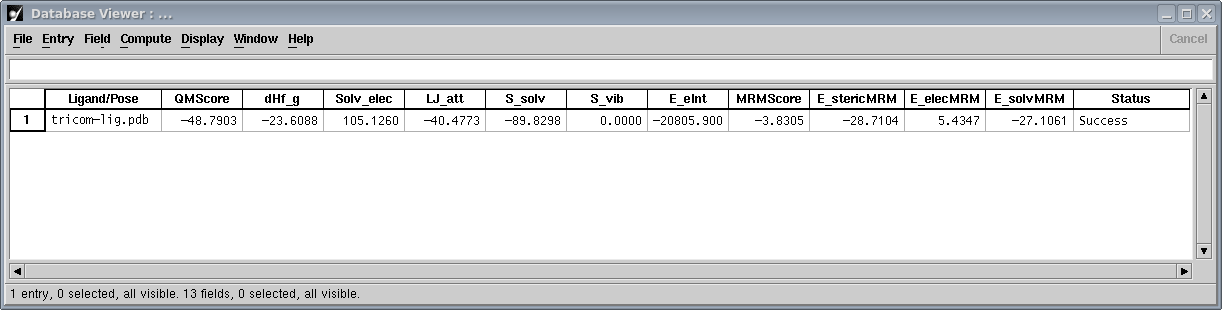 Database Viewer : ...
File Entry Field Compute Display Window Help Cancel
Ligand/Pose QMScore dHf_g Solv_elec LJ_att S_solv S_vib E_eInt MRMScore E_stericMRM E_elecMRM E_solvMRM Status
1 tricom-lig.pdb -48.7903 -23.6088 105.1260 -40.4773 -89.8298 0.0000 -20805.900 -3.8305 -28.7104 5.4347 -27.1061 Success
1 entry, 0 selected, all visible. 13 fields, 0 selected, all visible.